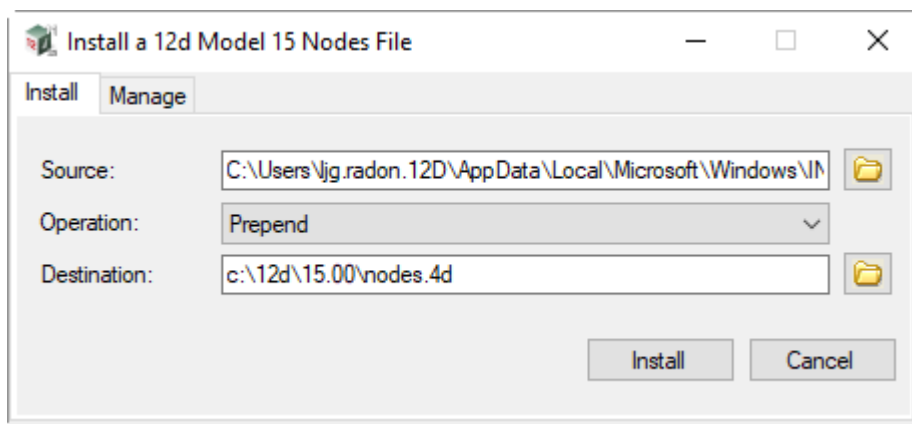 Install a 12d Model 15 Nodes File
Install Manage
Source: C:\Users\ljg.radon.12D\AppData\Local\Microsoft\Windows\IN
Operation: Prepend
Destination: c:\12d\15.00\nodes.4d
Install Cancel